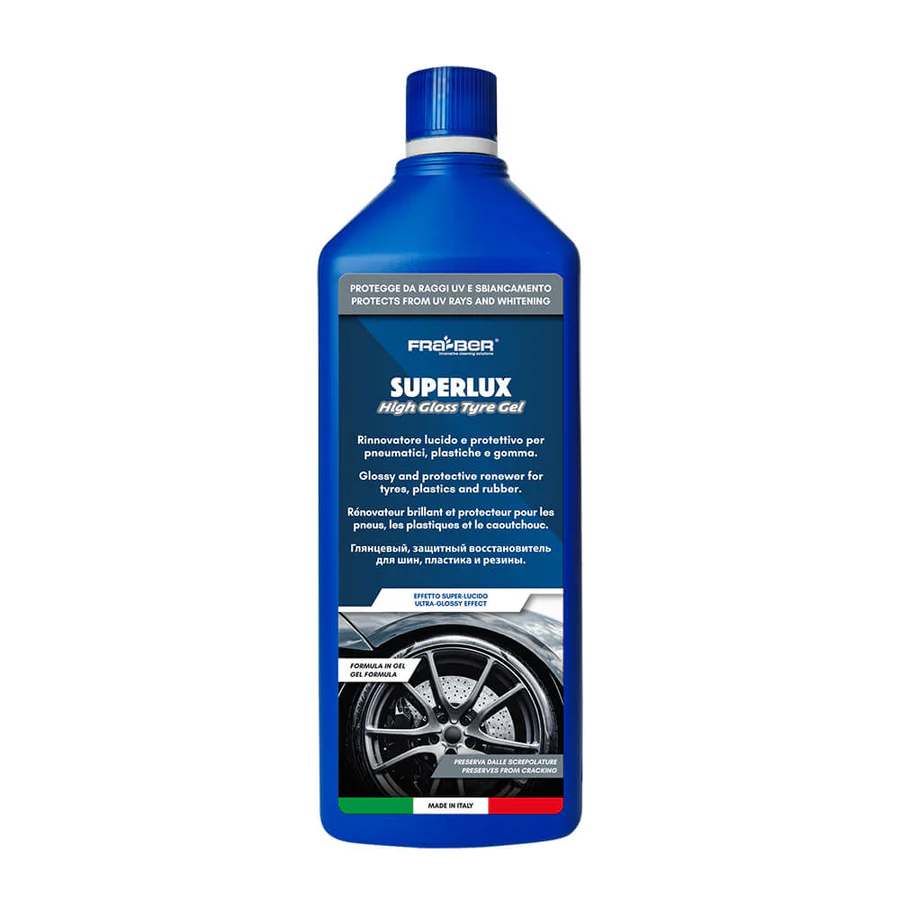 PROTEGGE DA RAGGI UV E SBIANCAMENTO
PROTECTS FROM UV RAYS AND WHITENING
FRA-BER®
innovative cleaning solutions
SUPERLUX
High Gloss Tyre Gel
Rinnovatore lucido e protettivo per
pneumatici, plastiche e gomma.
Glossy and protective renewer for
tyres, plastics and rubber.
Rénovateur brillant et protecteur pour les
pneus, les plastiques et le caoutchouc.
Глянцевый, защитный восстановитель
для шин, пластика и резины.
EFFETTO SUPER-LUCIDO
ULTRA-GLOSSY EFFECT
FORMULA IN GEL
GEL FORMULA
PRESERVA DALLE SCREPOLATURE
PRESERVES FROM CRACKING
MADE IN ITALY